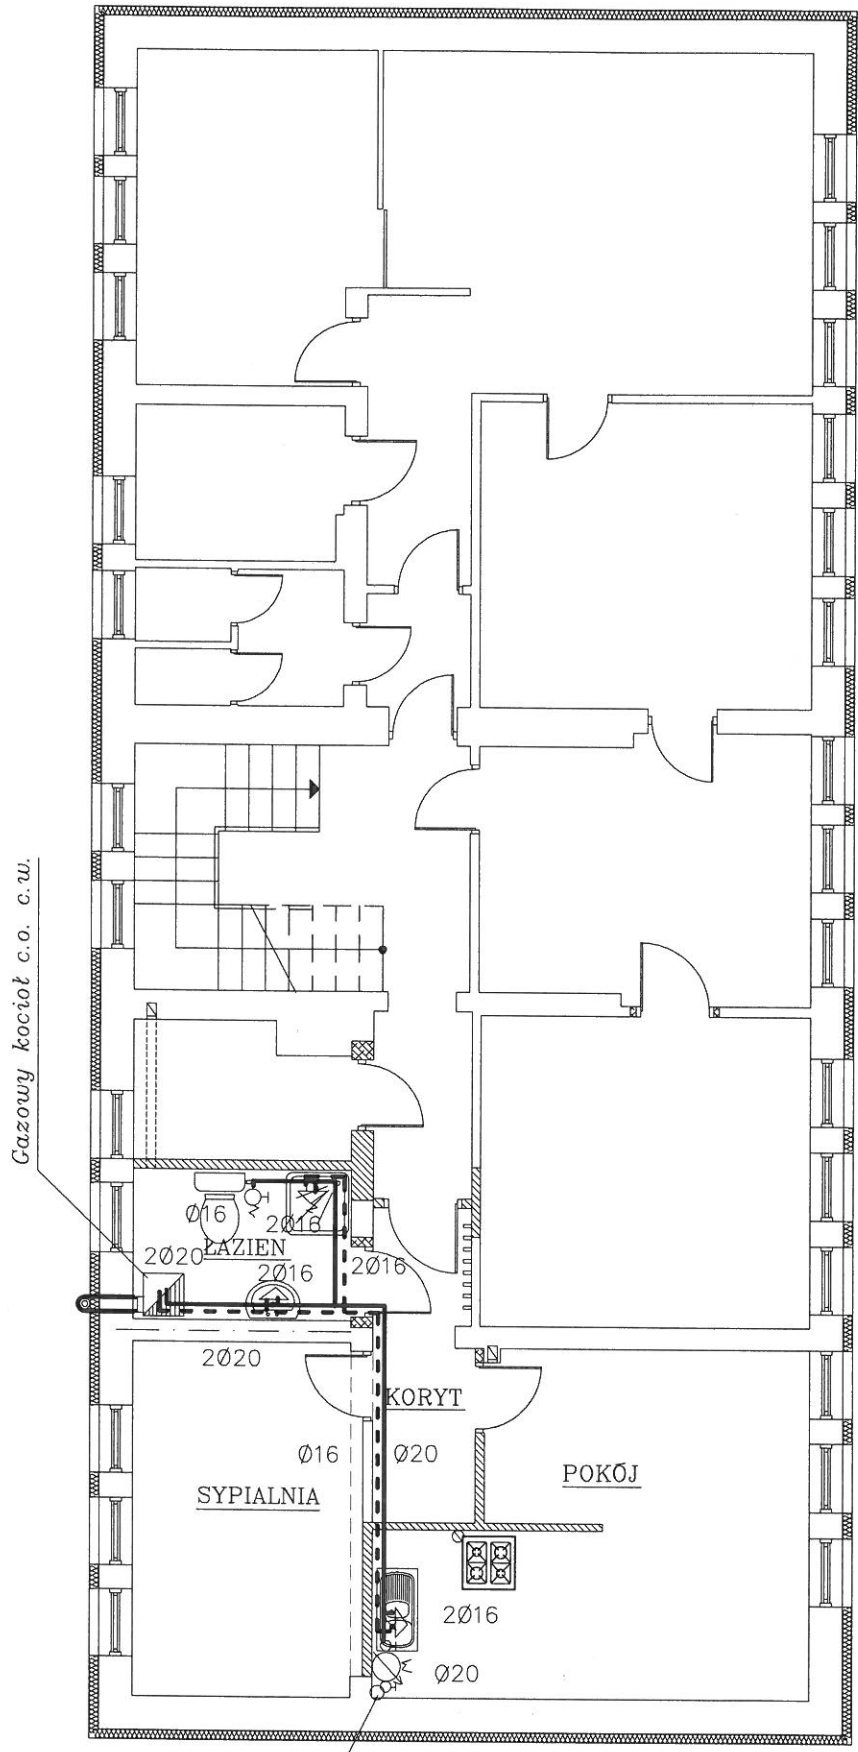 Gazowy kocioł c.o. c.w.
Ø16
2Ø16
ŁAZIEN
2Ø20
2Ø16
2Ø16
2Ø20
KORYT
Ø16
Ø20
POKÓJ
SYPIALNIA
2Ø16
Ø20